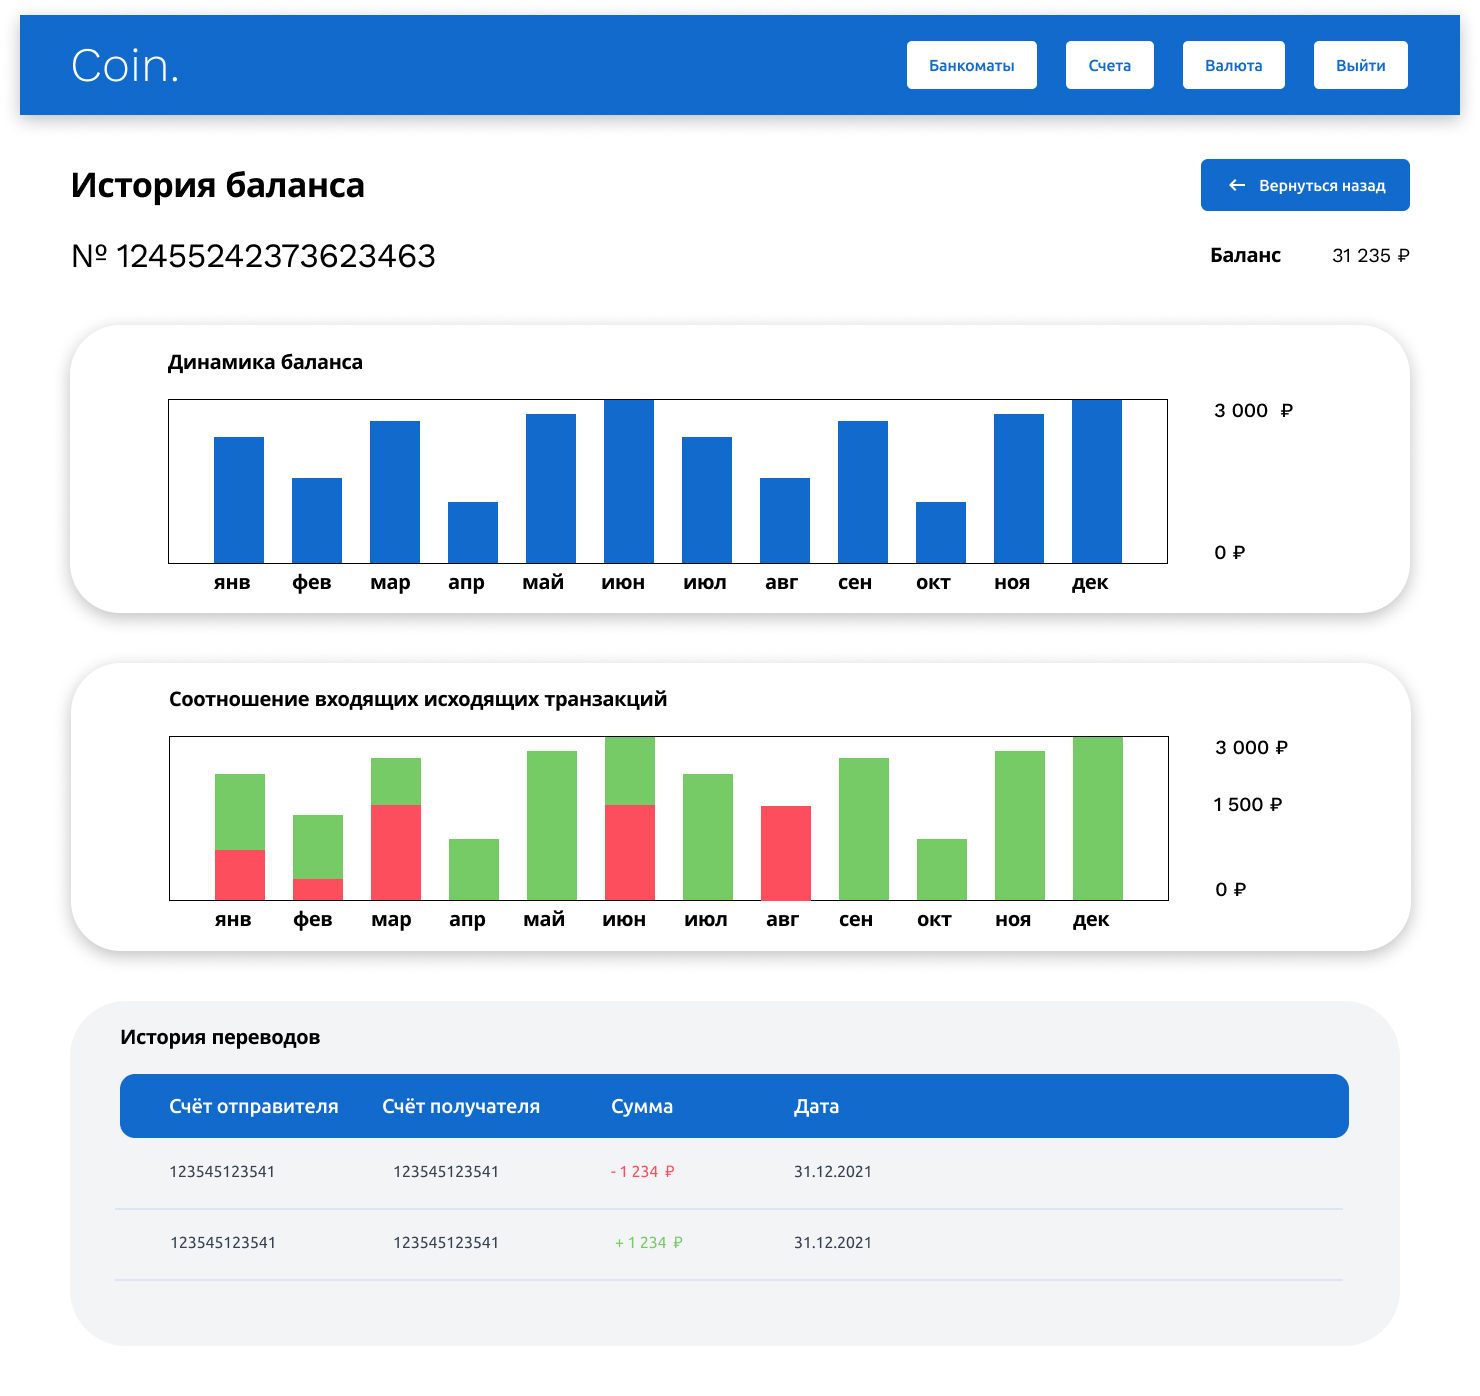 Coin.
Банкоматы Счета Валюта Выйти
История баланса
← Вернуться назад
№ 12455242373623463
Баланс 31 235 ₽
Динамика баланса
3 000 ₽
0 ₽
янв фев мар апр май июн июл авг сен окт ноя дек
Соотношение входящих исходящих транзакций
3 000 ₽
1 500 ₽
0 ₽
янв фев мар апр май июн июл авг сен окт ноя дек
История переводов
Счёт отправителя Счёт получателя Сумма Дата
123545123541 123545123541 - 1 234 ₽ 31.12.2021
123545123541 123545123541 + 1 234 ₽ 31.12.2021